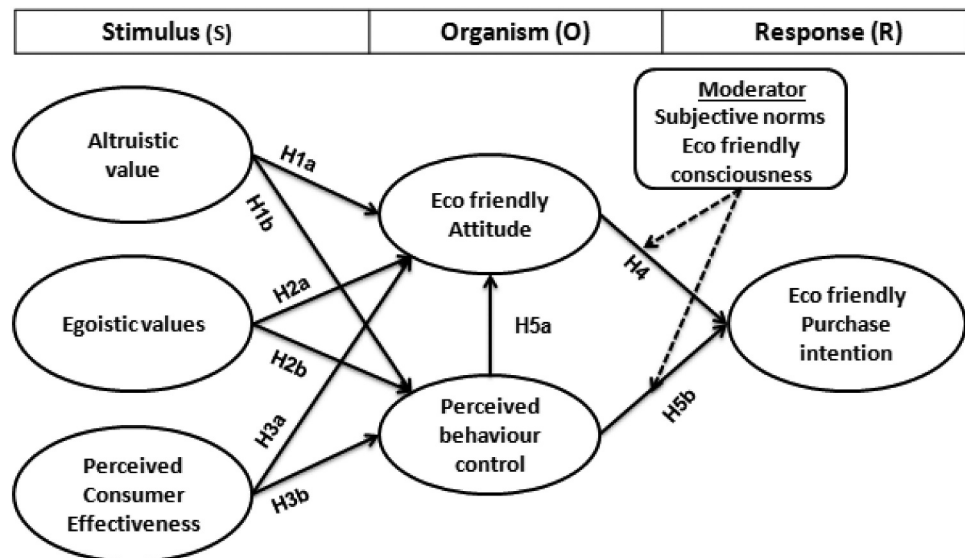 Stimulus (S)
Organism (O)
Response (R)
Moderator
Subjective norms
Eco friendly
consciousness
Altruistic
value
H1a
H1b
Eco friendly
Attitude
H2a
H4
Egoistic values
H2b
H5a
Eco friendly
Purchase
intention
H3a
Perceived
behaviour
control
H5b
Perceived
Consumer
Effectiveness
H3b